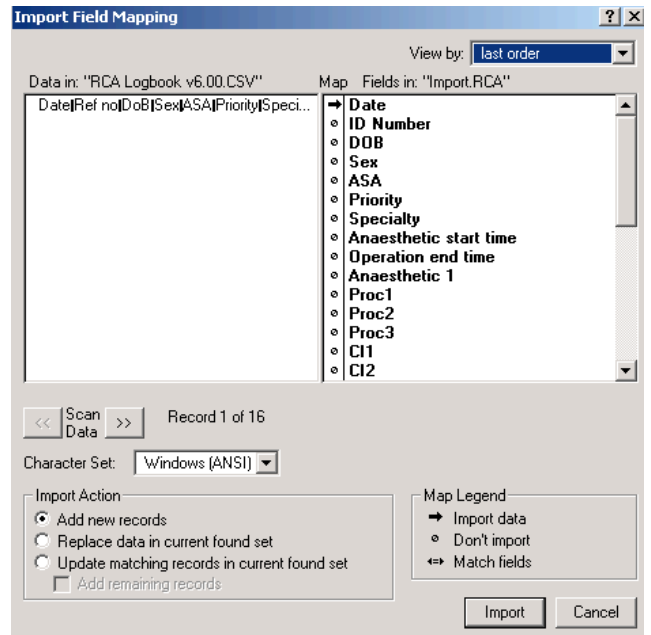 Import Field Mapping
View by: last order
Data in: "RCA Logbook v6.00.CSV" Map Fields in: "Import.RCA"
Date|Ref no|DoB|Sex|ASA|Priority|Speci... Date
ID Number
DOB
Sex
ASA
Priority
Specialty
Anaesthetic start time
Operation end time
Anaesthetic 1
Proc1
Proc2
Proc3
CI1
CI2
<< Scan Data >> Record 1 of 16
Character Set: Windows (ANSI)
Import Action Map Legend
Add new records Import data
Replace data in current found set Don't import
Update matching records in current found set Match fields
Add remaining records
Import Cancel